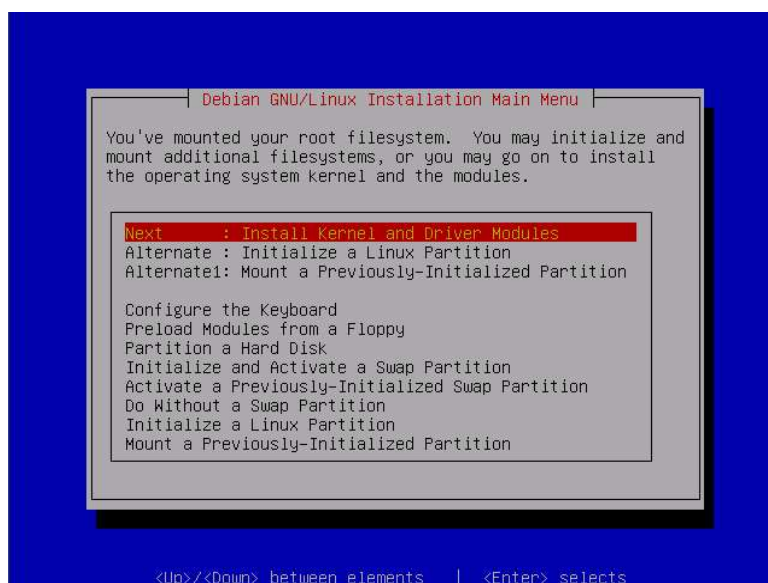 Debian GNU/Linux Installation Main Menu
You've mounted your root filesystem.  You may initialize and
mount additional filesystems, or you may go on to install
the operating system kernel and the modules.
Next      : Install Kernel and Driver Modules
Alternate : Initialize a Linux Partition
Alternate1: Mount a Previously-Initialized Partition
Configure the Keyboard
Preload Modules from a Floppy
Partition a Hard Disk
Initialize and Activate a Swap Partition
Activate a Previously-Initialized Swap Partition
Do Without a Swap Partition
Initialize a Linux Partition
Mount a Previously-Initialized Partition
<Up>/<Down> between elements   |  <Enter> selects